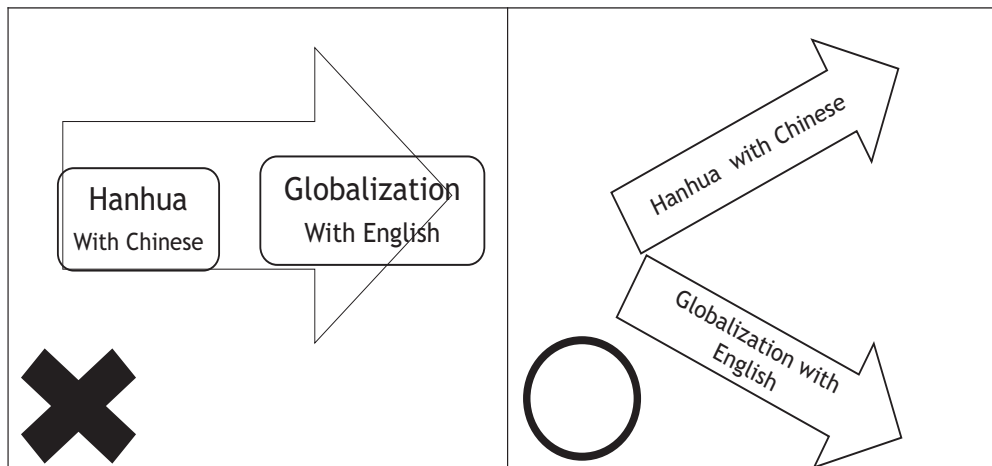 Hanhua
With Chinese
Globalization
With English
Hanhua with Chinese
Globalization with
English